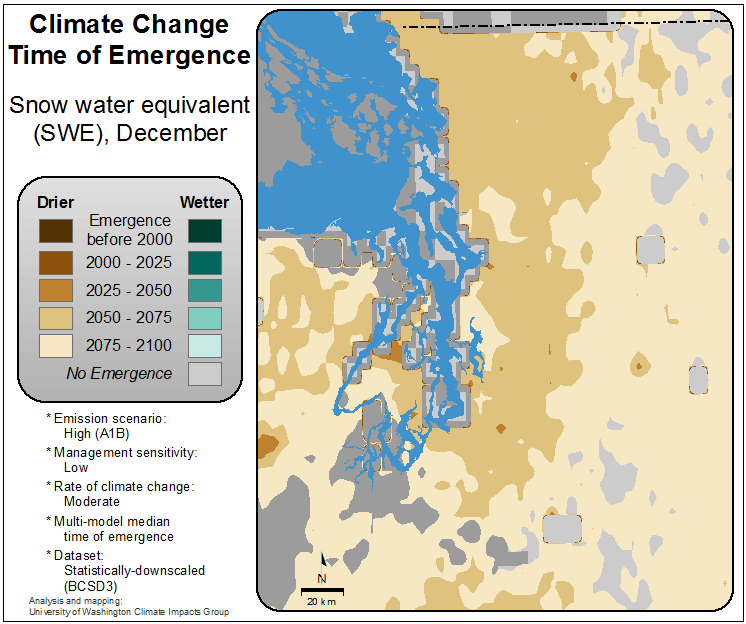 Climate Change
Time of Emergence
Snow water equivalent
(SWE), December
Drier
Wetter
Emergence
before 2000
2000 - 2025
2025 - 2050
2050 - 2075
2075 - 2100
No Emergence
* Emission scenario:
High (A1B)
* Management sensitivity:
Low
* Rate of climate change:
Moderate
* Multi-model median
time of emergence
* Dataset:
Statistically-downscaled
(BCSD3)
Analysis and mapping:
University of Washington Climate Impacts Group
N
20 km